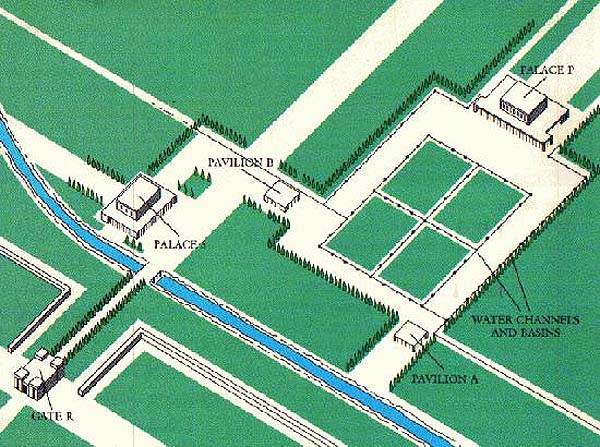 PALACE P
PAVILION B
PALACE S
WATER CHANNELS
AND BASINS
PAVILION A
GATE R